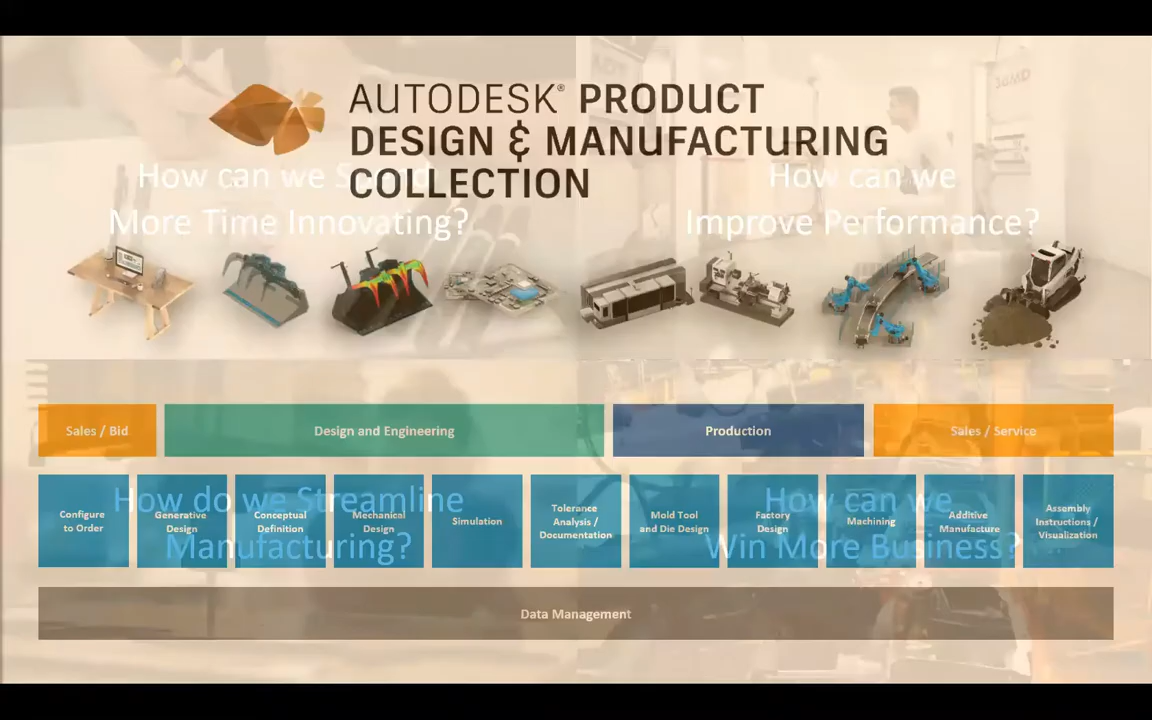 AUTODESK® PRODUCT
DESIGN & MANUFACTURING
COLLECTION
How can we Spend
More Time Innovating?
How can we
Improve Performance?
Sales / Bid
Design and Engineering
Production
Sales / Service
How do we Streamline
Manufacturing?
How can we
Win More Business?
Configure
to Order
Generative
Design
Conceptual
Definition
Mechanical
Design
Simulation
Tolerance
Analysis /
Documentation
Mold Tool
and Die Design
Factory
Design
Machining
Additive
Manufacture
Assembly
Instructions /
Visualization
Data Management